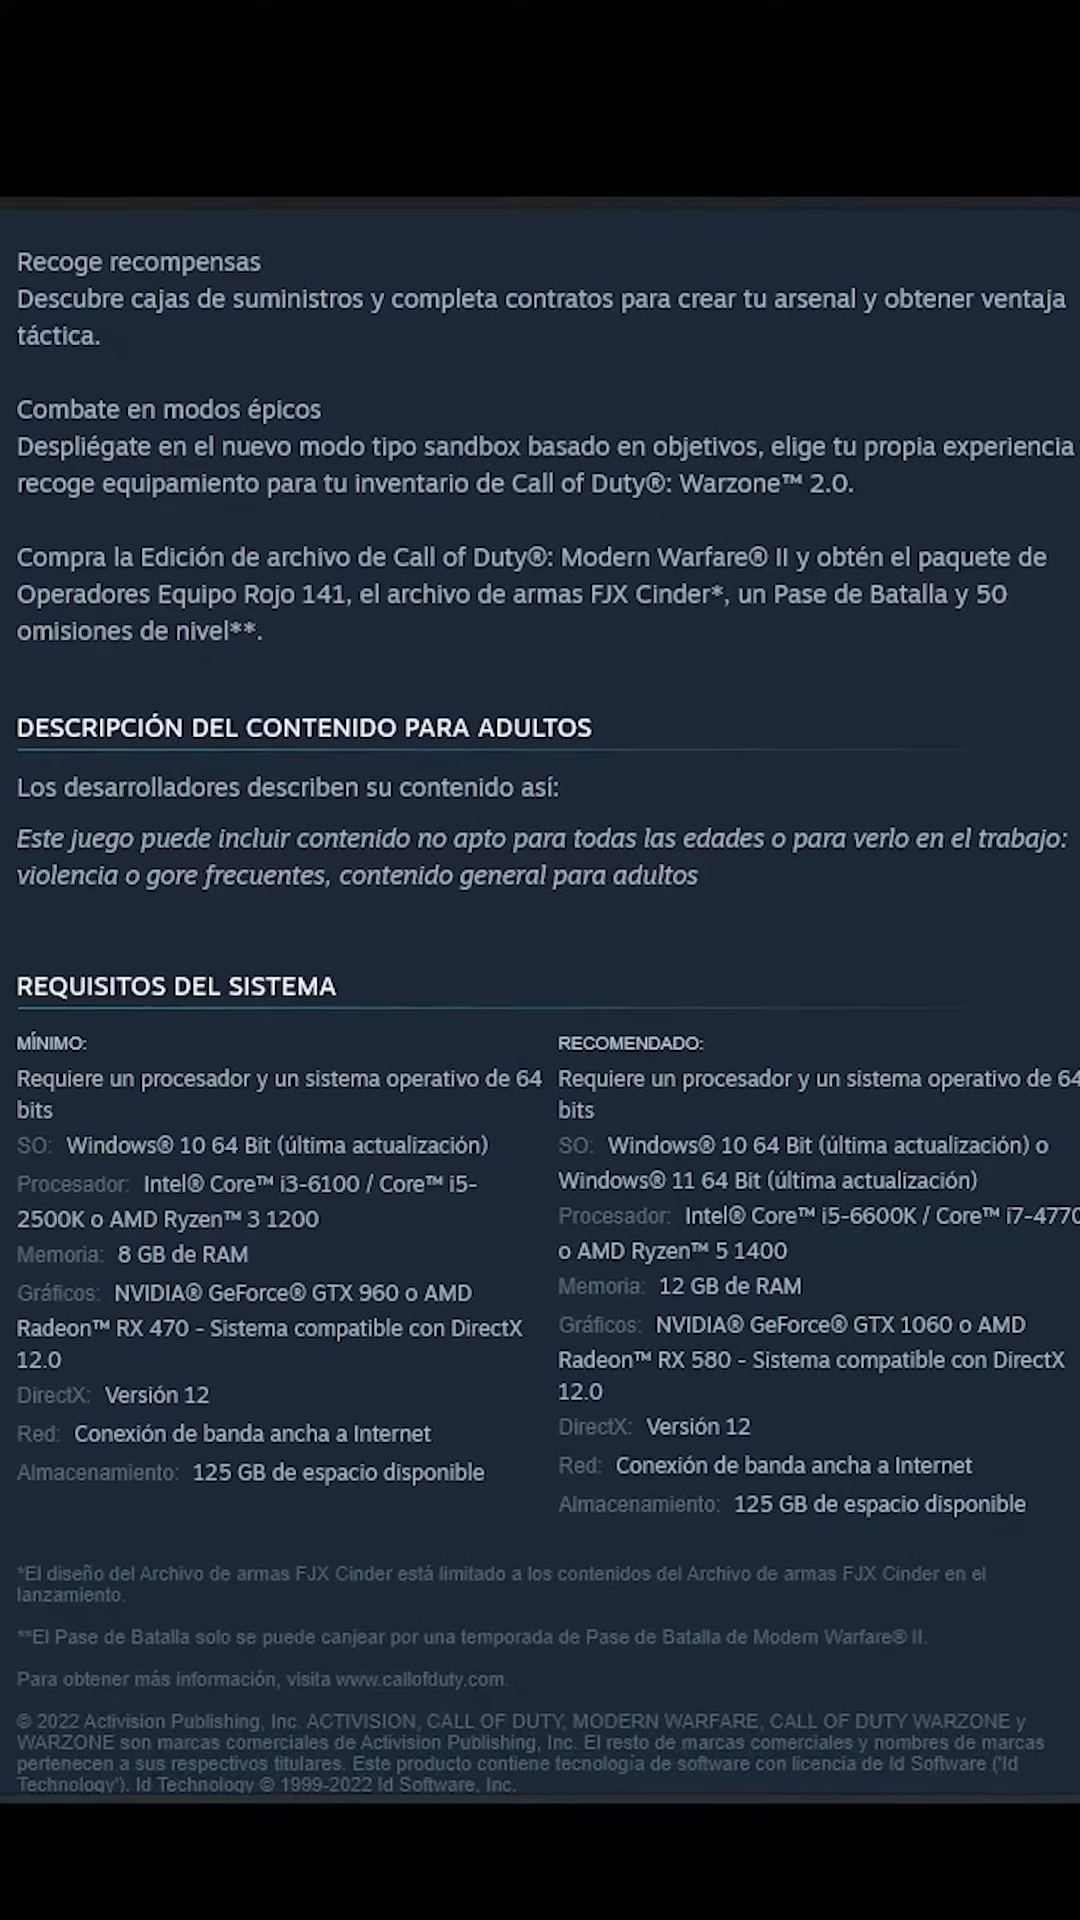 Recoge recompensas
Descubre cajas de suministros y completa contratos para crear tu arsenal y obtener ventaja
táctica.
Combate en modos épicos
Despliégate en el nuevo modo tipo sandbox basado en objetivos, elige tu propia experiencia
recoge equipamiento para tu inventario de Call of Duty®: Warzone™ 2.0.
Compra la Edición de archivo de Call of Duty®: Modern Warfare® II y obtén el paquete de
Operadores Equipo Rojo 141, el archivo de armas FJX Cinder*, un Pase de Batalla y 50
omisiones de nivel**.
DESCRIPCIÓN DEL CONTENIDO PARA ADULTOS
Los desarrolladores describen su contenido así:
Este juego puede incluir contenido no apto para todas las edades o para verlo en el trabajo:
violencia o gore frecuentes, contenido general para adultos
REQUISITOS DEL SISTEMA
MÍNIMO:
Requiere un procesador y un sistema operativo de 64
bits
SO: Windows® 10 64 Bit (última actualización)
Procesador: Intel® Core™ i3-6100 / Core™ i5-
2500K o AMD Ryzen™ 3 1200
Memoria: 8 GB de RAM
Gráficos: NVIDIA® GeForce® GTX 960 o AMD
Radeon™ RX 470 - Sistema compatible con DirectX
12.0
DirectX: Versión 12
Red: Conexión de banda ancha a Internet
Almacenamiento: 125 GB de espacio disponible
RECOMENDADO:
Requiere un procesador y un sistema operativo de 64
bits
SO: Windows® 10 64 Bit (última actualización) o
Windows® 11 64 Bit (última actualización)
Procesador: Intel® Core™ i5-6600K / Core™ i7-4770
o AMD Ryzen™ 5 1400
Memoria: 12 GB de RAM
Gráficos: NVIDIA® GeForce® GTX 1060 o AMD
Radeon™ RX 580 - Sistema compatible con DirectX
12.0
DirectX: Versión 12
Red: Conexión de banda ancha a Internet
Almacenamiento: 125 GB de espacio disponible
*El diseño del Archivo de armas FJX Cinder está limitado a los contenidos del Archivo de armas FJX Cinder en el
lanzamiento.
**El Pase de Batalla solo se puede canjear por una temporada de Pase de Batalla de Modern Warfare® II.
Para obtener más información, visita www.callofduty.com.
© 2022 Activision Publishing, Inc. ACTIVISION, CALL OF DUTY, MODERN WARFARE, CALL OF DUTY WARZONE y
WARZONE son marcas comerciales de Activision Publishing, Inc. El resto de marcas comerciales y nombres de marcas
pertenecen a sus respectivos titulares. Este producto contiene tecnología de software con licencia de Id Software ('Id
Technology'). Id Technology © 1999-2022 Id Software, Inc.